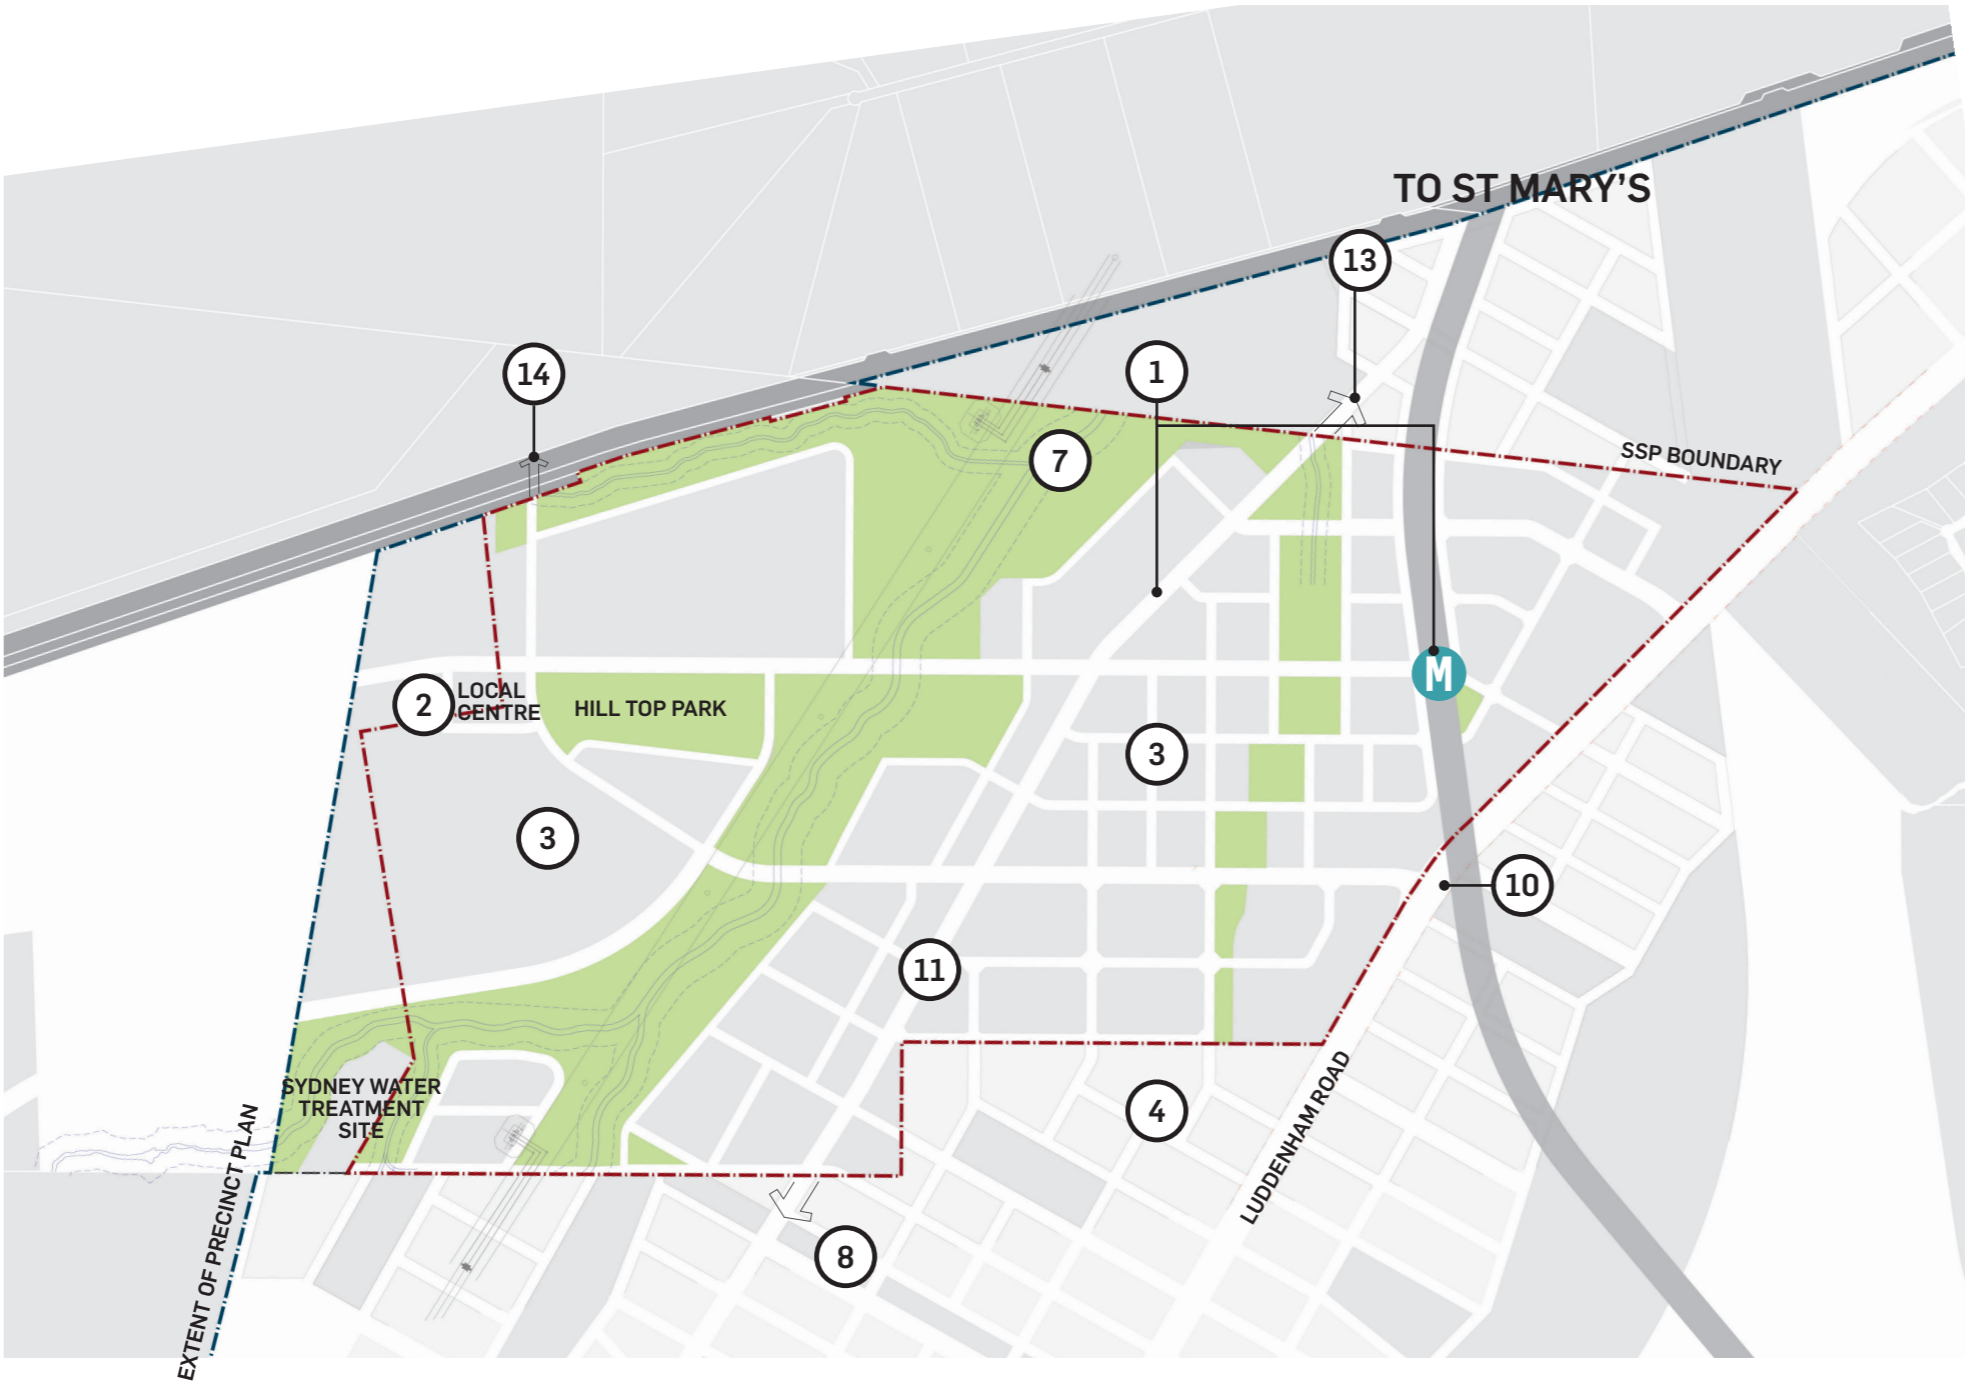 TO ST MARY'S
13
1
14
SSP BOUNDARY
7
M
2
LOCAL
CENTRE
HILL TOP PARK
3
3
10
11
SYDNEY WATER
TREATMENT
SITE
4
LUDDENHAM ROAD
EXTENT OF PRECINCT PLAN
8